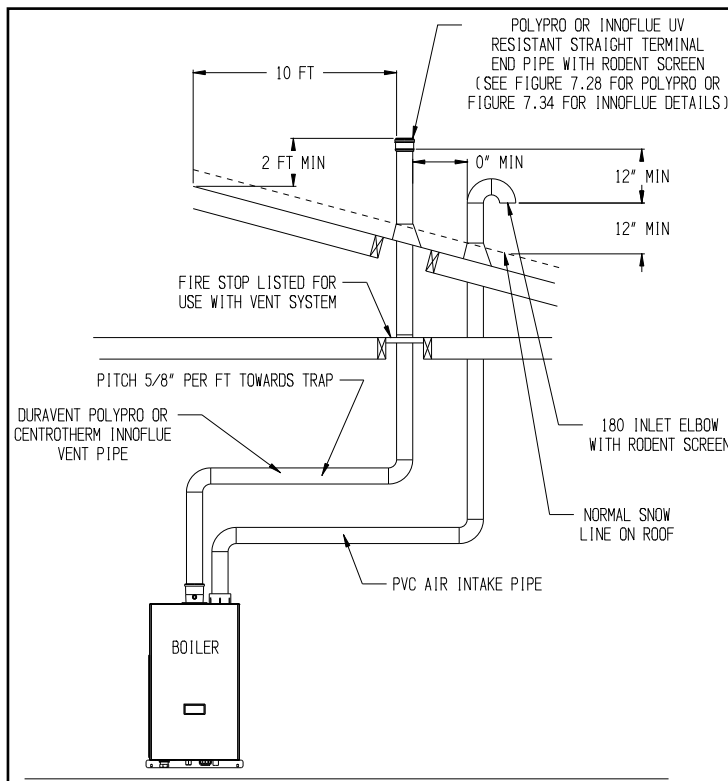 POLYPRO OR INNOFLUE UV
RESISTANT STRAIGHT TERMINAL
END PIPE WITH RODENT SCREEN
(SEE FIGURE 7.28 FOR POLYPRO OR
FIGURE 7.34 FOR INNOFLUE DETAILS)
10 FT
2 FT MIN
0" MIN
12" MIN
12" MIN
FIRE STOP LISTED FOR
USE WITH VENT SYSTEM
PITCH 5/8" PER FT TOWARDS TRAP
DURAVENT POLYPRO OR
CENTROTHERM INNOFLUE
VENT PIPE
180 INLET ELBOW
WITH RODENT SCREEN
NORMAL SNOW
LINE ON ROOF
PVC AIR INTAKE PIPE
BOILER